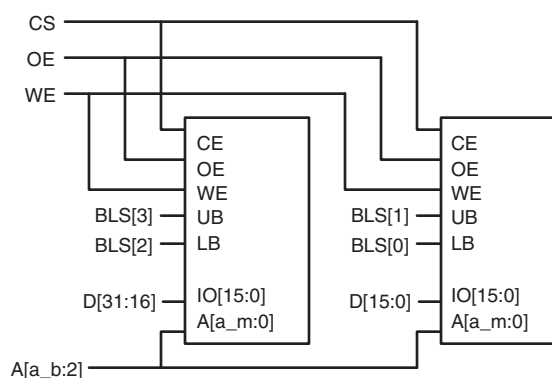 CS
OE
WE
CE
OE
WE
BLS[3] UB
BLS[2] LB
D[31:16] IO[15:0]
A[a_m:0]
CE
OE
WE
BLS[1] UB
BLS[0] LB
D[15:0] IO[15:0]
A[a_m:0]
A[a_b:2]